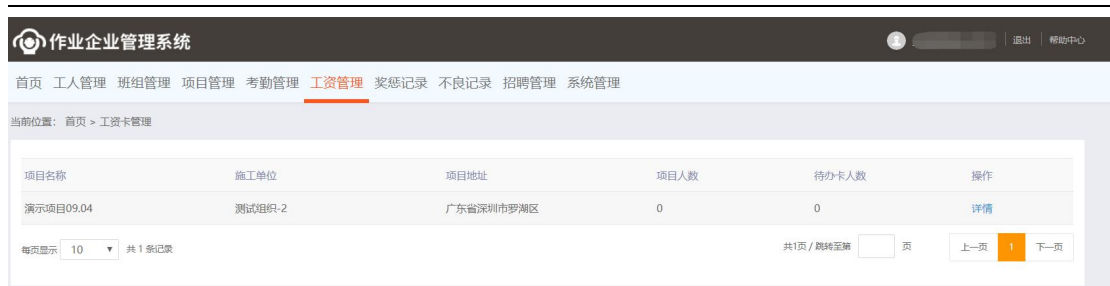 作业企业管理系统 退出 帮助中心
首页 工人管理 班组管理 项目管理 考勤管理 工资管理 奖惩记录 不良记录 招聘管理 系统管理
当前位置： 首页 > 工资卡管理
项目名称 施工单位 项目地址 项目人数 待办卡人数 操作
演示项目09.04 测试组织-2 广东省深圳市罗湖区 0 0 详情
每页显示 10 共 1 条记录 共1页 / 跳转至第 页 上一页 1 下一页